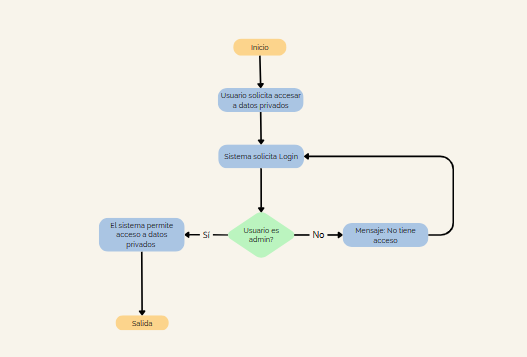 Inicio
Usuario solicita accesar
a datos privados
Sistema solicita Login
Usuario es
admin?
Sí
No
El sistema permite
acceso a datos
privados
Mensaje: No tiene
acceso
Salida